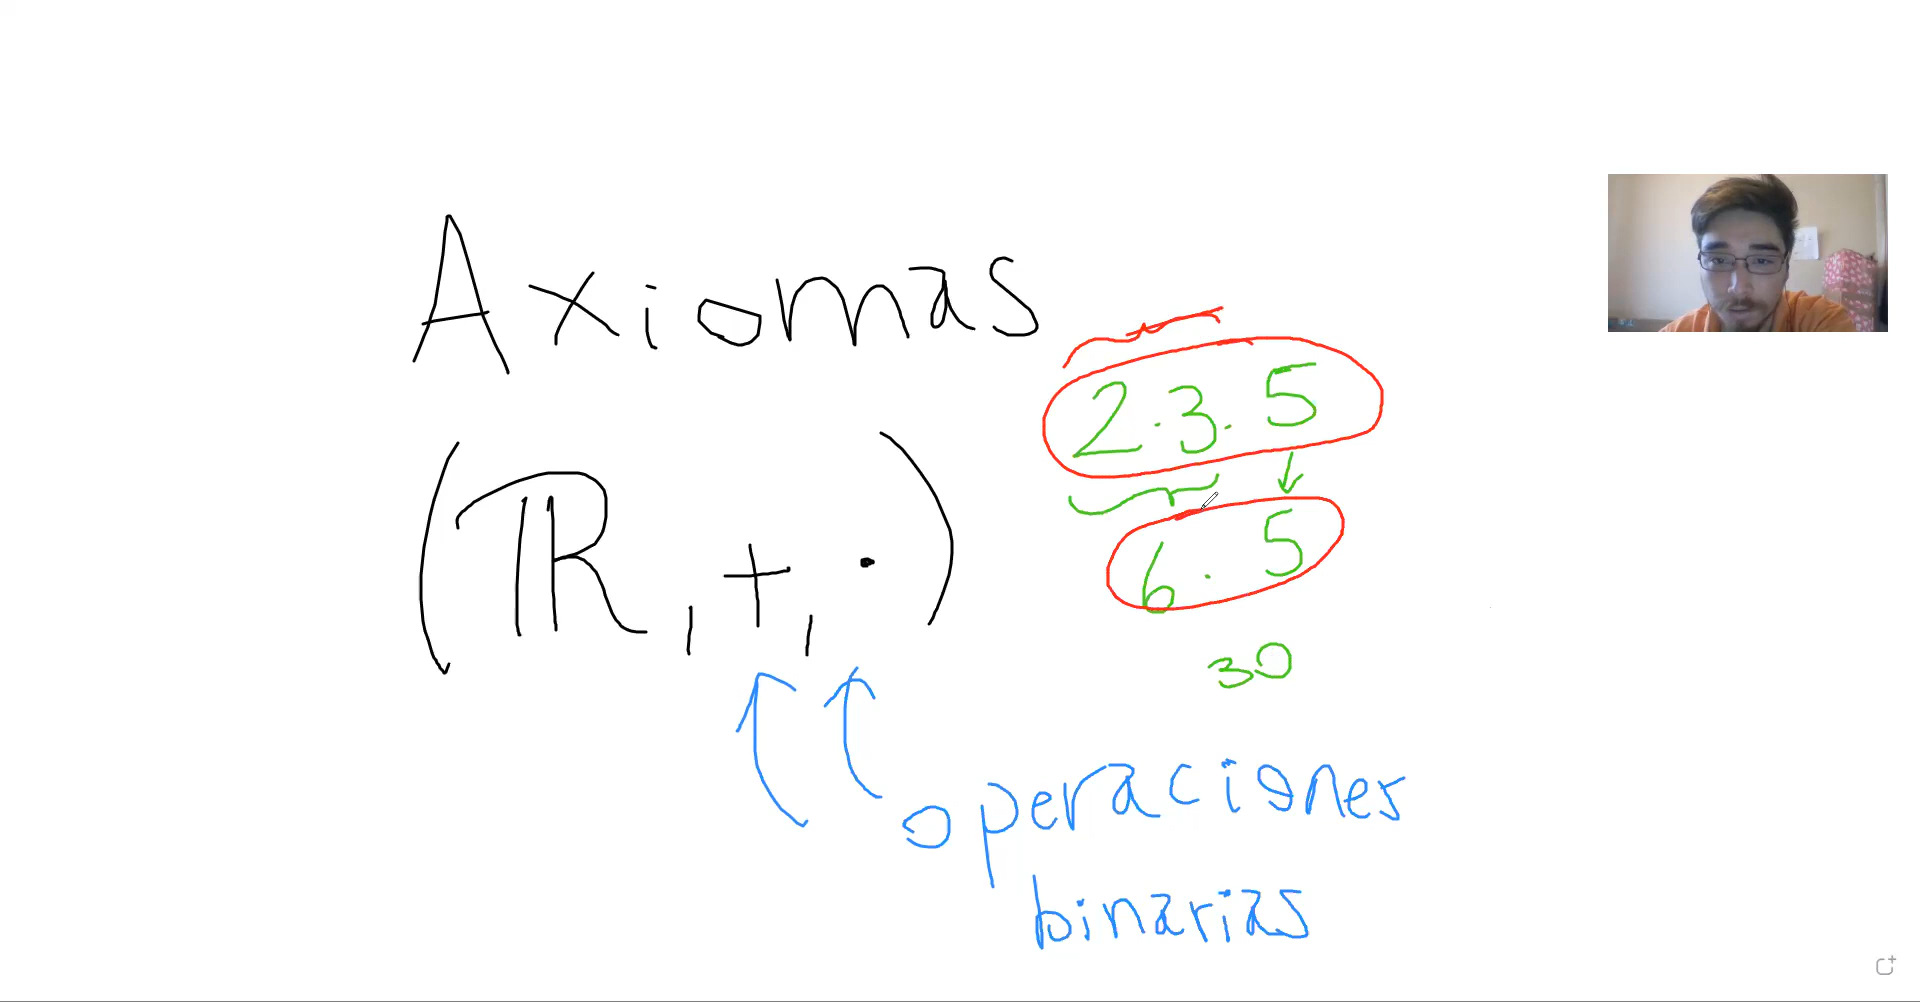 Axiomas
2 · 3 · 5
(ℝ, +, ·)
6 · 5
30
operaciones
binarias